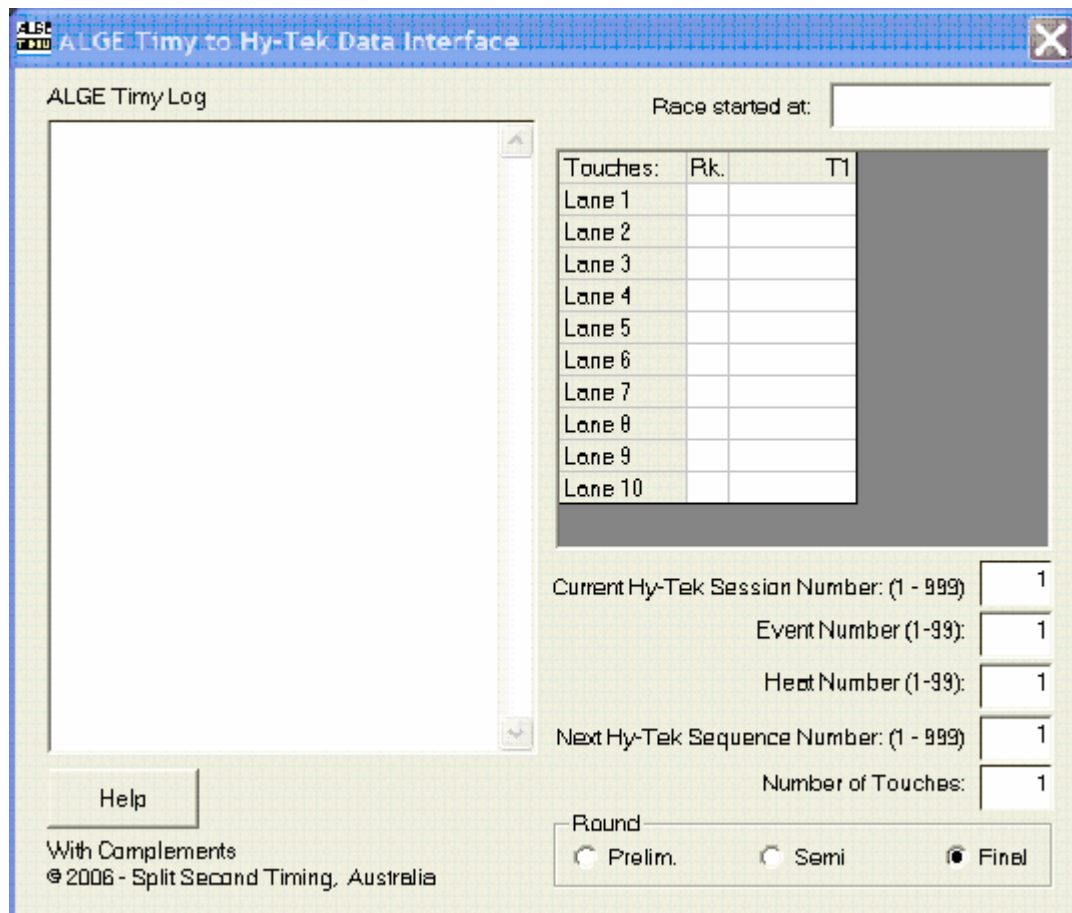 ALGE TIMY ALGE Timy to Hy-Tek Data Interface
ALGE Timy Log
Race started at:
Touches: Rk. T1
Lane 1
Lane 2
Lane 3
Lane 4
Lane 5
Lane 6
Lane 7
Lane 8
Lane 9
Lane 10
Current Hy-Tek Session Number: (1 - 999) 1
Event Number (1-99): 1
Heat Number (1-99): 1
Next Hy-Tek Sequence Number: (1 - 999) 1
Number of Touches: 1
Help
Round
Prelim. Semi Final
With Complements
©2006 - Split Second Timing, Australia